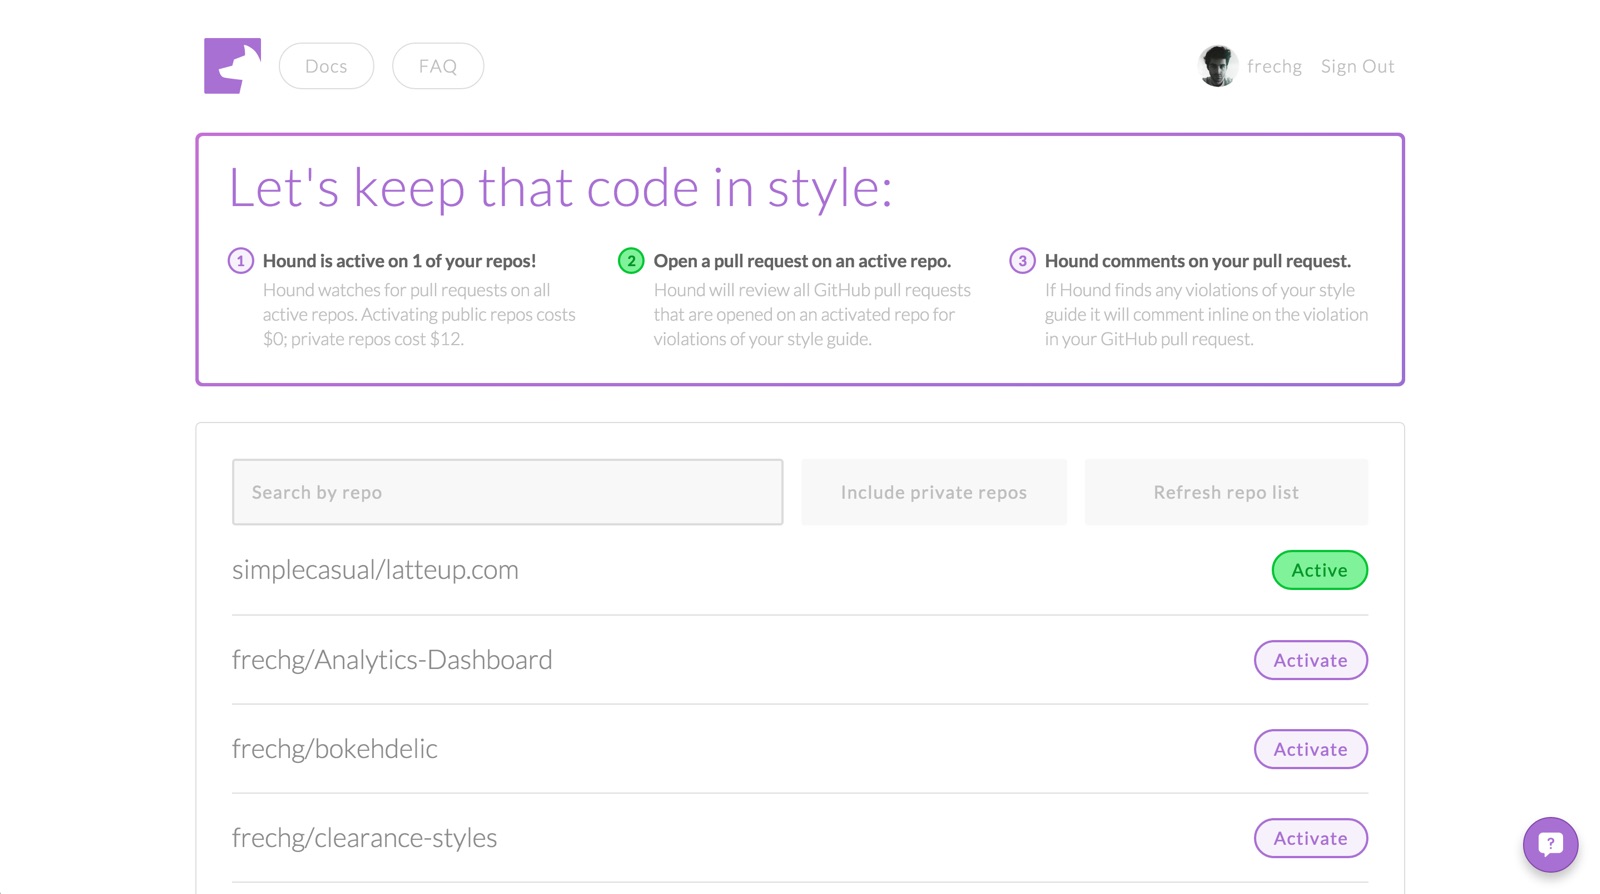 Docs
FAQ
frechg
Sign Out
Let's keep that code in style:
1
Hound is active on 1 of your repos!
Hound watches for pull requests on all
active repos. Activating public repos costs
$0; private repos cost $12.
2
Open a pull request on an active repo.
Hound will review all GitHub pull requests
that are opened on an activated repo for
violations of your style guide.
3
Hound comments on your pull request.
If Hound finds any violations of your style
guide it will comment inline on the violation
in your GitHub pull request.
Search by repo
Include private repos
Refresh repo list
simplecasual/latteup.com
Active
frechg/Analytics-Dashboard
Activate
frechg/bokehdelic
Activate
frechg/clearance-styles
Activate
?